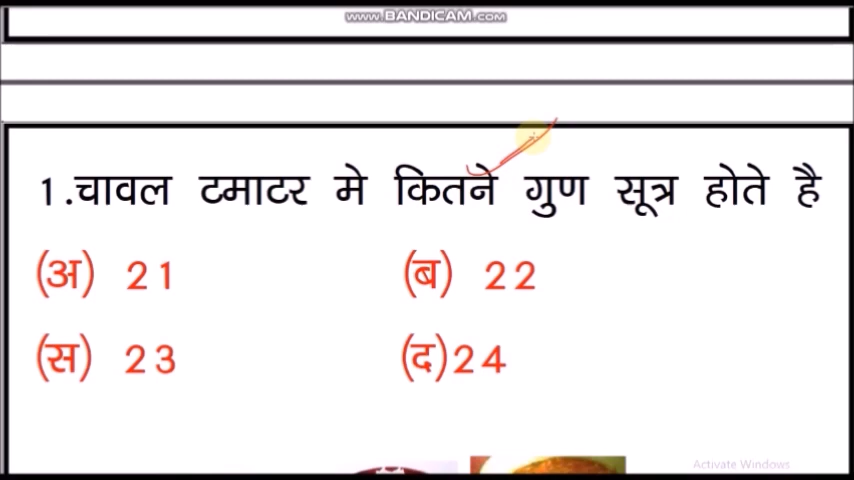 WWW.BANDICAM.COM
1.चावल टमाटर मे कितने गुण सूत्र होते है
(अ) 21 (ब) 22
(स) 23 (द)24
Activate Windows